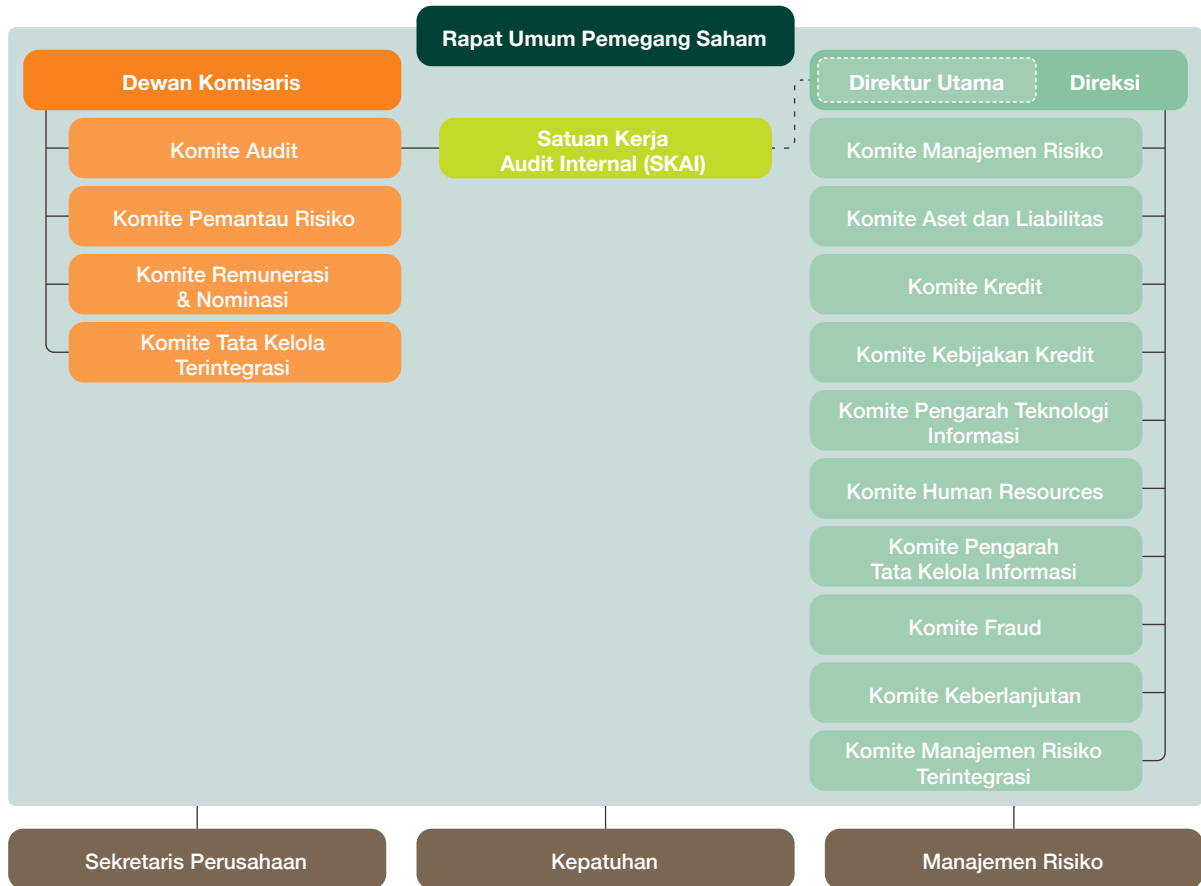 Rapat Umum Pemegang Saham
Dewan Komisaris
Komite Audit
Komite Pemantau Risiko
Komite Remunerasi
& Nominasi
Komite Tata Kelola
Terintegrasi
Satuan Kerja
Audit Internal (SKAI)
Direktur Utama
Direksi
Komite Manajemen Risiko
Komite Aset dan Liabilitas
Komite Kredit
Komite Kebijakan Kredit
Komite Pengarah Teknologi
Informasi
Komite Human Resources
Komite Pengarah
Tata Kelola Informasi
Komite Fraud
Komite Keberlanjutan
Komite Manajemen Risiko
Terintegrasi
Sekretaris Perusahaan
Kepatuhan
Manajemen Risiko